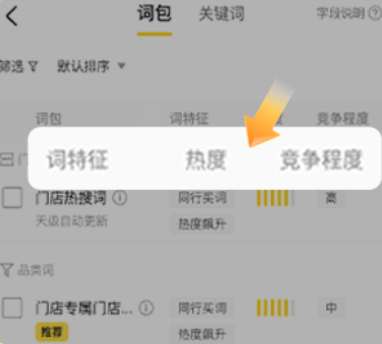 词包 关键词 字段说明
筛选 默认排序
词包 词特征 竞争程度
词特征 热度 竞争程度
门店热搜词 同行买词 高
天级自动更新 热度飙升
品类词
门店专属门店... 同行买词 中
推荐 热度飙升